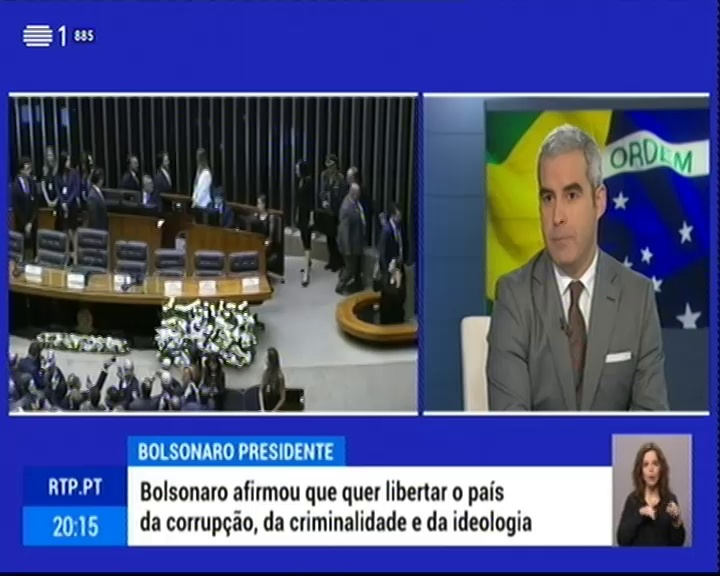 1 885
ORDEM
BOLSONARO PRESIDENTE
RTP.PT
Bolsonaro afirmou que quer libertar o país
20:15
da corrupção, da criminalidade e da ideologia